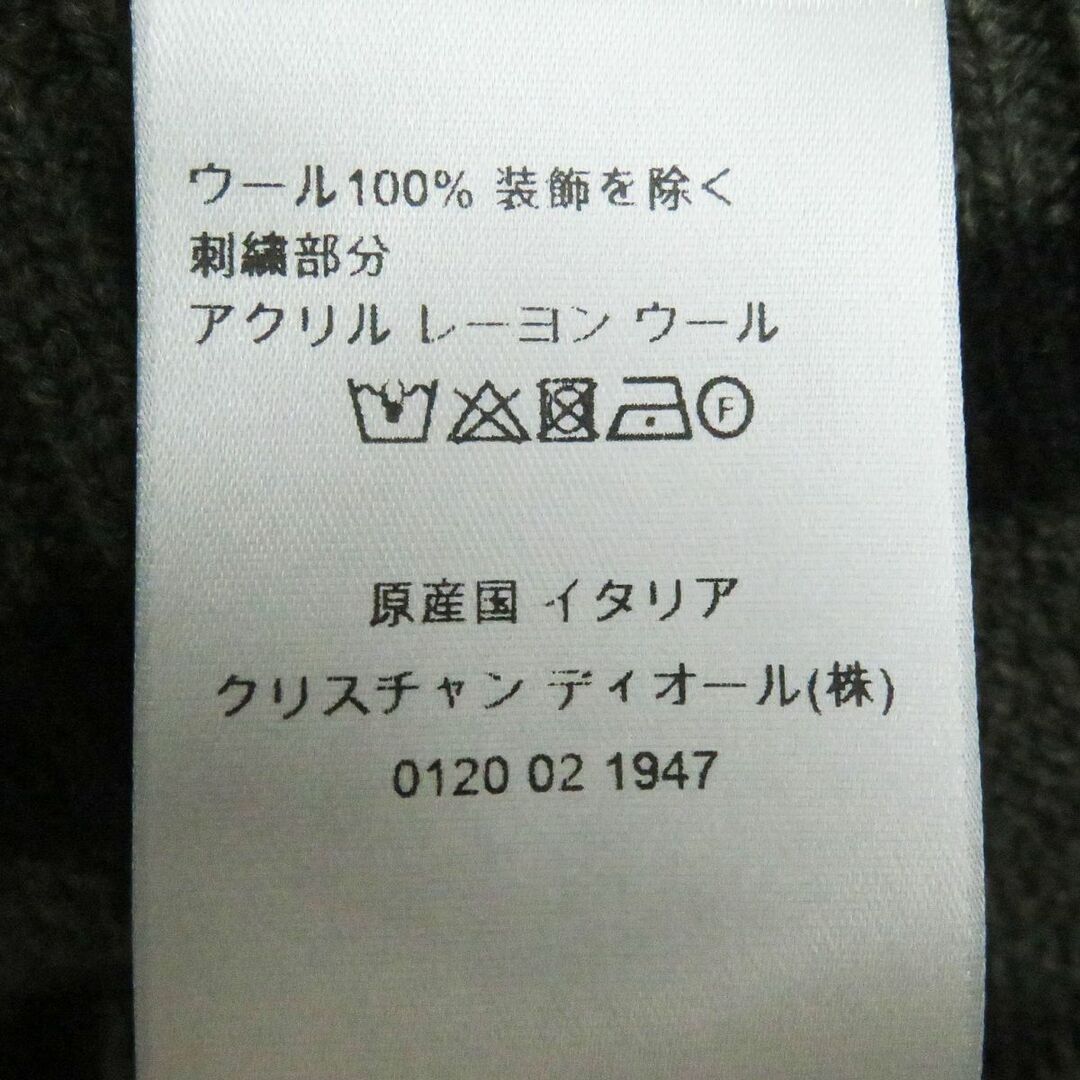 ウール100% 装飾を除く
刺繍部分
アクリル レーヨン ウール
F
原産国 イタリア
クリスチャン ディオール(株)
0120 02 1947